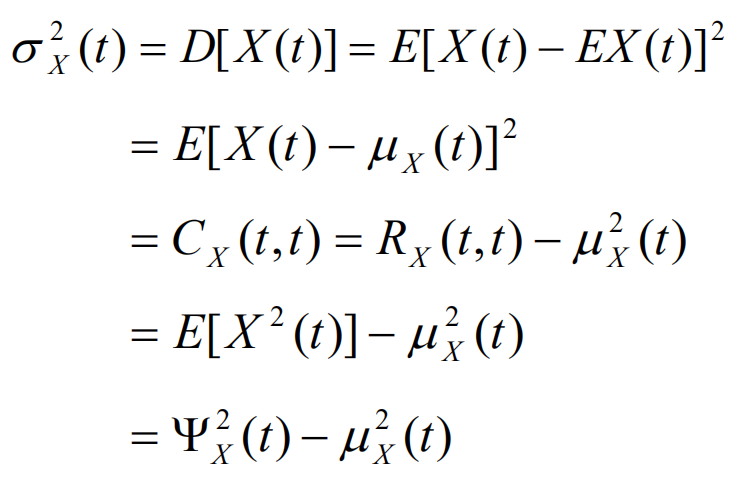 σ_X^2(t) = D[X(t)] = E[X(t) − EX(t)]^2
= E[X(t) − μ_X(t)]^2
= C_X(t,t) = R_X(t,t) − μ_X^2(t)
= E[X^2(t)] − μ_X^2(t)
= Ψ_X^2(t) − μ_X^2(t)